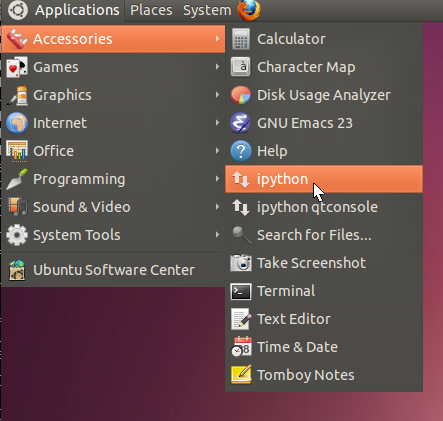 Applications Places System
Accessories
Games
Graphics
Internet
Office
Programming
Sound & Video
System Tools
Ubuntu Software Center
Calculator
Character Map
Disk Usage Analyzer
GNU Emacs 23
Help
ipython
ipython qtconsole
Search for Files...
Take Screenshot
Terminal
Text Editor
Time & Date
Tomboy Notes